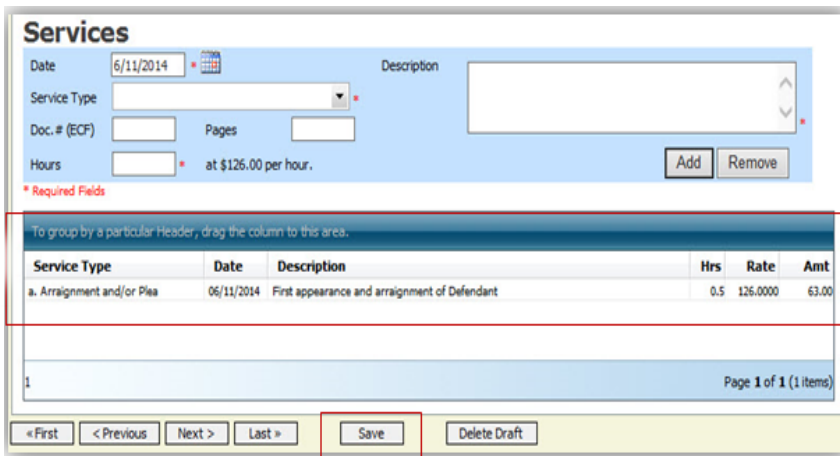 Services
Date 6/11/2014 * Description
Service Type * *
Doc. # (ECF) Pages
Hours * at $126.00 per hour. Add Remove
* Required Fields
To group by a particular Header, drag the column to this area.
Service Type Date Description Hrs Rate Amt
a. Arraignment and/or Plea 06/11/2014 First appearance and arraignment of Defendant 0.5 126.0000 63.00
1 Page 1 of 1 (1 items)
« First < Previous Next > Last » Save Delete Draft